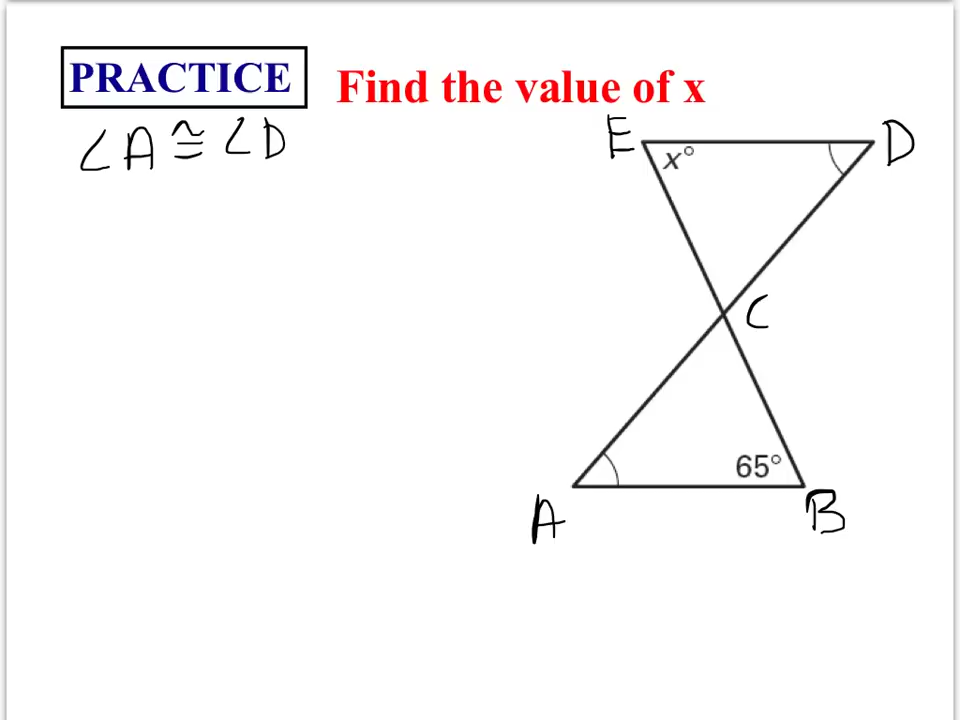 PRACTICE
Find the value of x
∠A ≅ ∠D
E
D
x°
C
65°
A
B